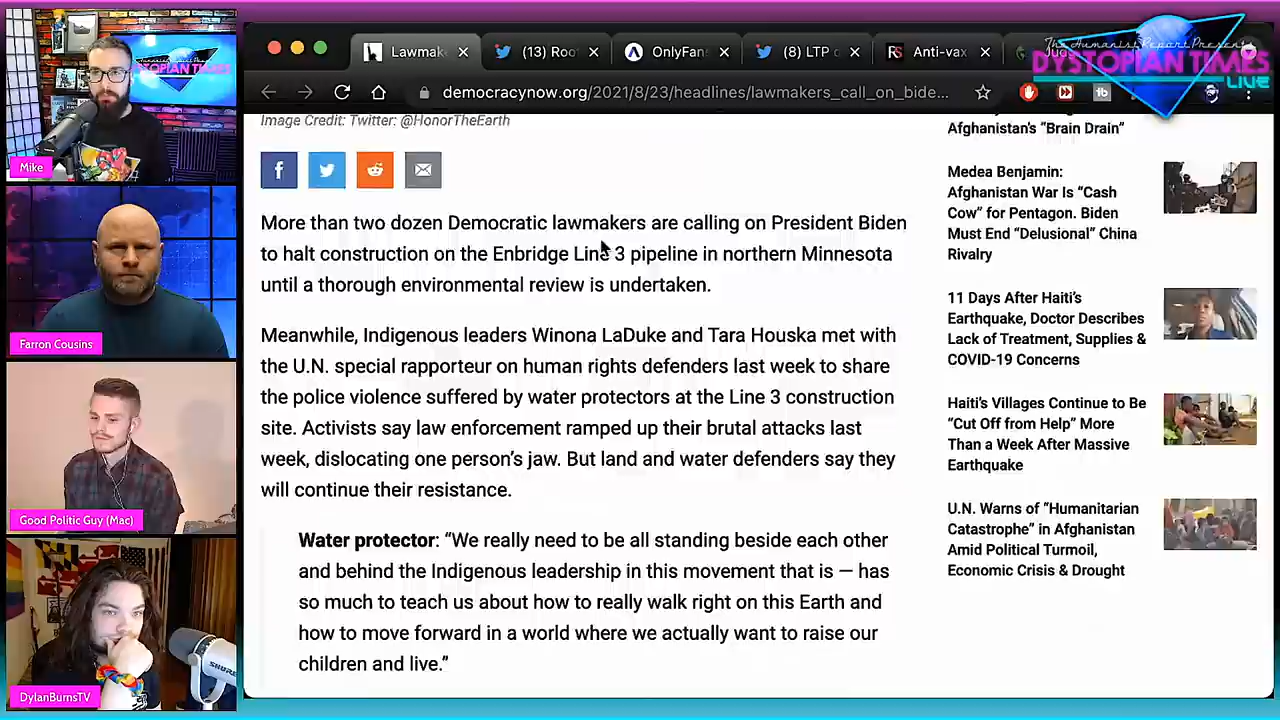 The Humanist Report Presents
DYSTOPIAN TIMES
LIVE
Mike
Farron Cousins
Good Politic Guy (Mac)
DylanBurnsTV
SHURE
Lawmak
(13) Roo
OnlyFan
(8) LTP c
Anti-vax
democracynow.org/2021/8/23/headlines/lawmakers_call_on_bide...
Image Credit: Twitter: @HonorTheEarth
More than two dozen Democratic lawmakers are calling on President Biden
to halt construction on the Enbridge Line 3 pipeline in northern Minnesota
until a thorough environmental review is undertaken.
Meanwhile, Indigenous leaders Winona LaDuke and Tara Houska met with
the U.N. special rapporteur on human rights defenders last week to share
the police violence suffered by water protectors at the Line 3 construction
site. Activists say law enforcement ramped up their brutal attacks last
week, dislocating one person's jaw. But land and water defenders say they
will continue their resistance.
Water protector: “We really need to be all standing beside each other
and behind the Indigenous leadership in this movement that is — has
so much to teach us about how to really walk right on this Earth and
how to move forward in a world where we actually want to raise our
children and live.”
Afghanistan's “Brain Drain”
Medea Benjamin:
Afghanistan War Is “Cash
Cow” for Pentagon. Biden
Must End “Delusional” China
Rivalry
11 Days After Haiti's
Earthquake, Doctor Describes
Lack of Treatment, Supplies &
COVID-19 Concerns
Haiti's Villages Continue to Be
“Cut Off from Help” More
Than a Week After Massive
Earthquake
U.N. Warns of “Humanitarian
Catastrophe” in Afghanistan
Amid Political Turmoil,
Economic Crisis & Drought